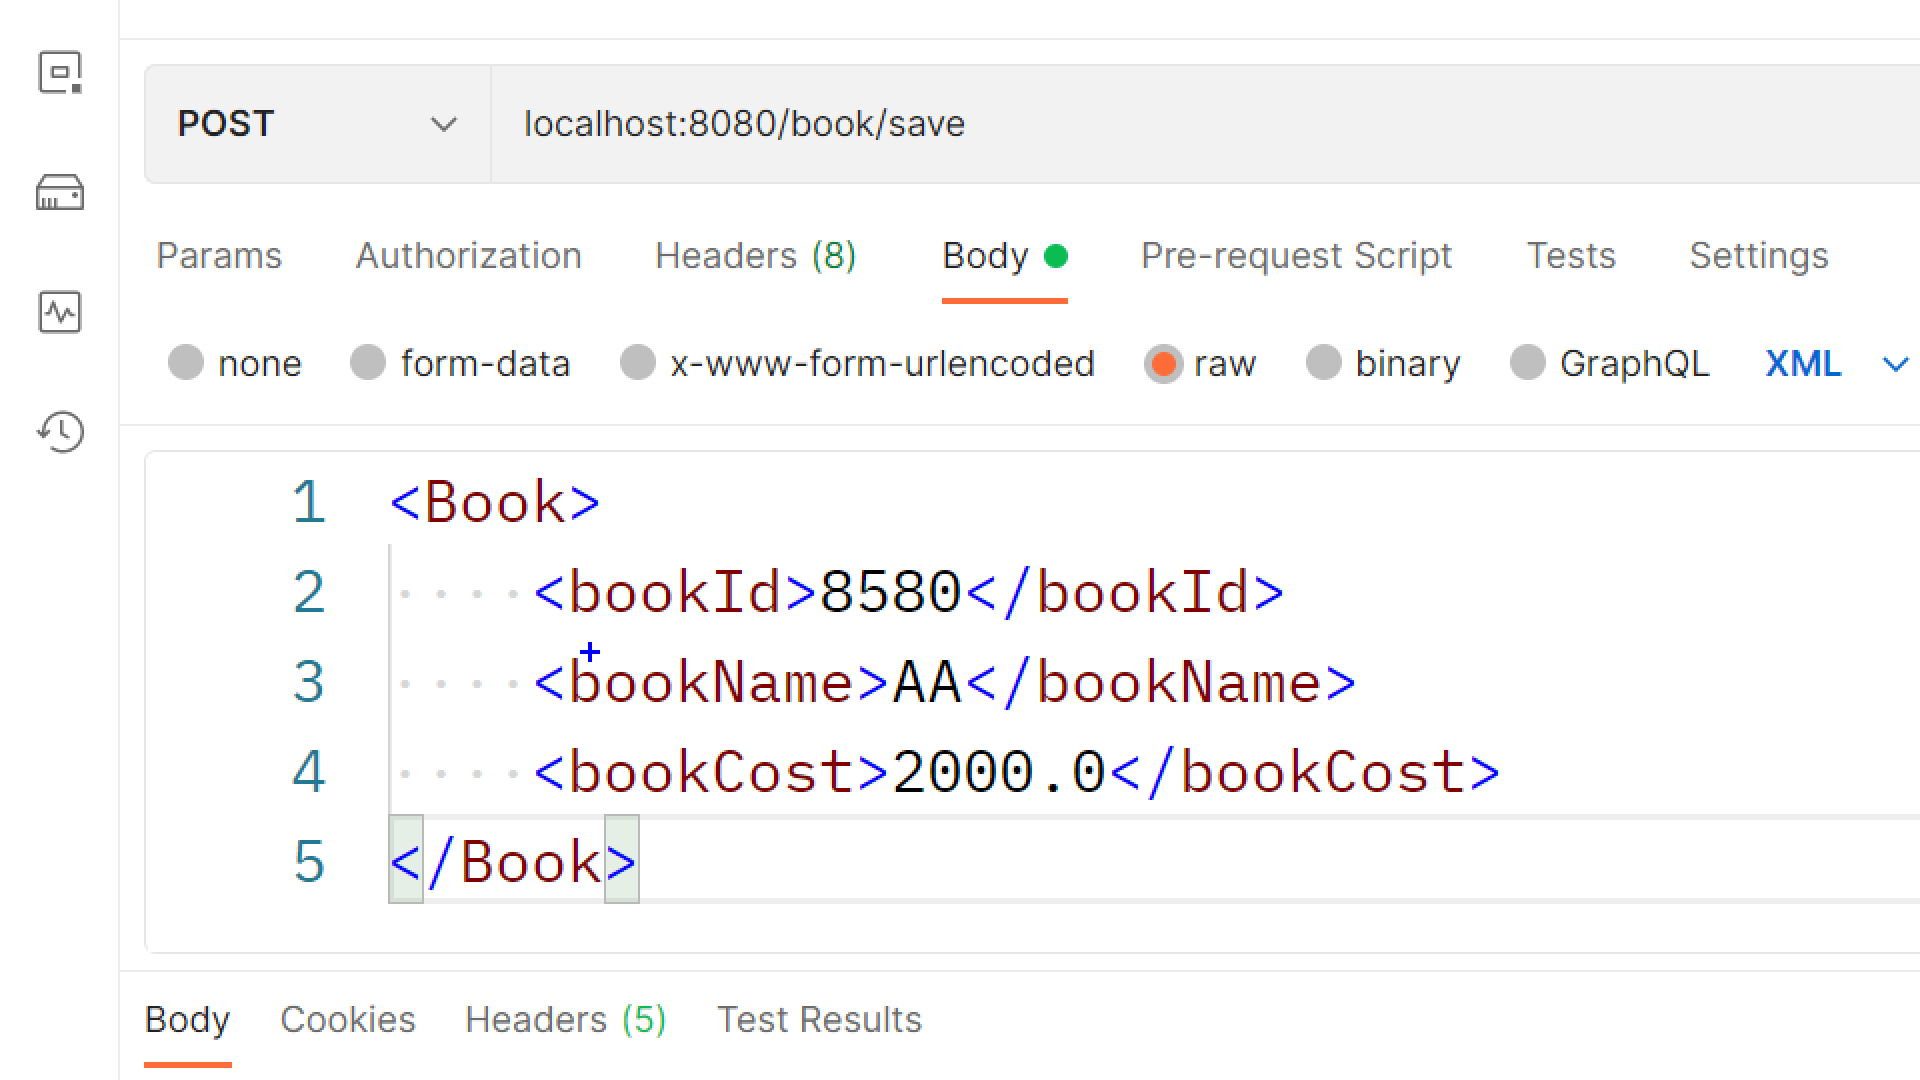 POST localhost:8080/book/save
Params Authorization Headers (8) Body Pre-request Script Tests Settings
none form-data x-www-form-urlencoded raw binary GraphQL XML
1 <Book>
2 ····<bookId>8580</bookId>
3 ····<bookName>AA</bookName>
4 ····<bookCost>2000.0</bookCost>
5 </Book>
Body Cookies Headers (5) Test Results